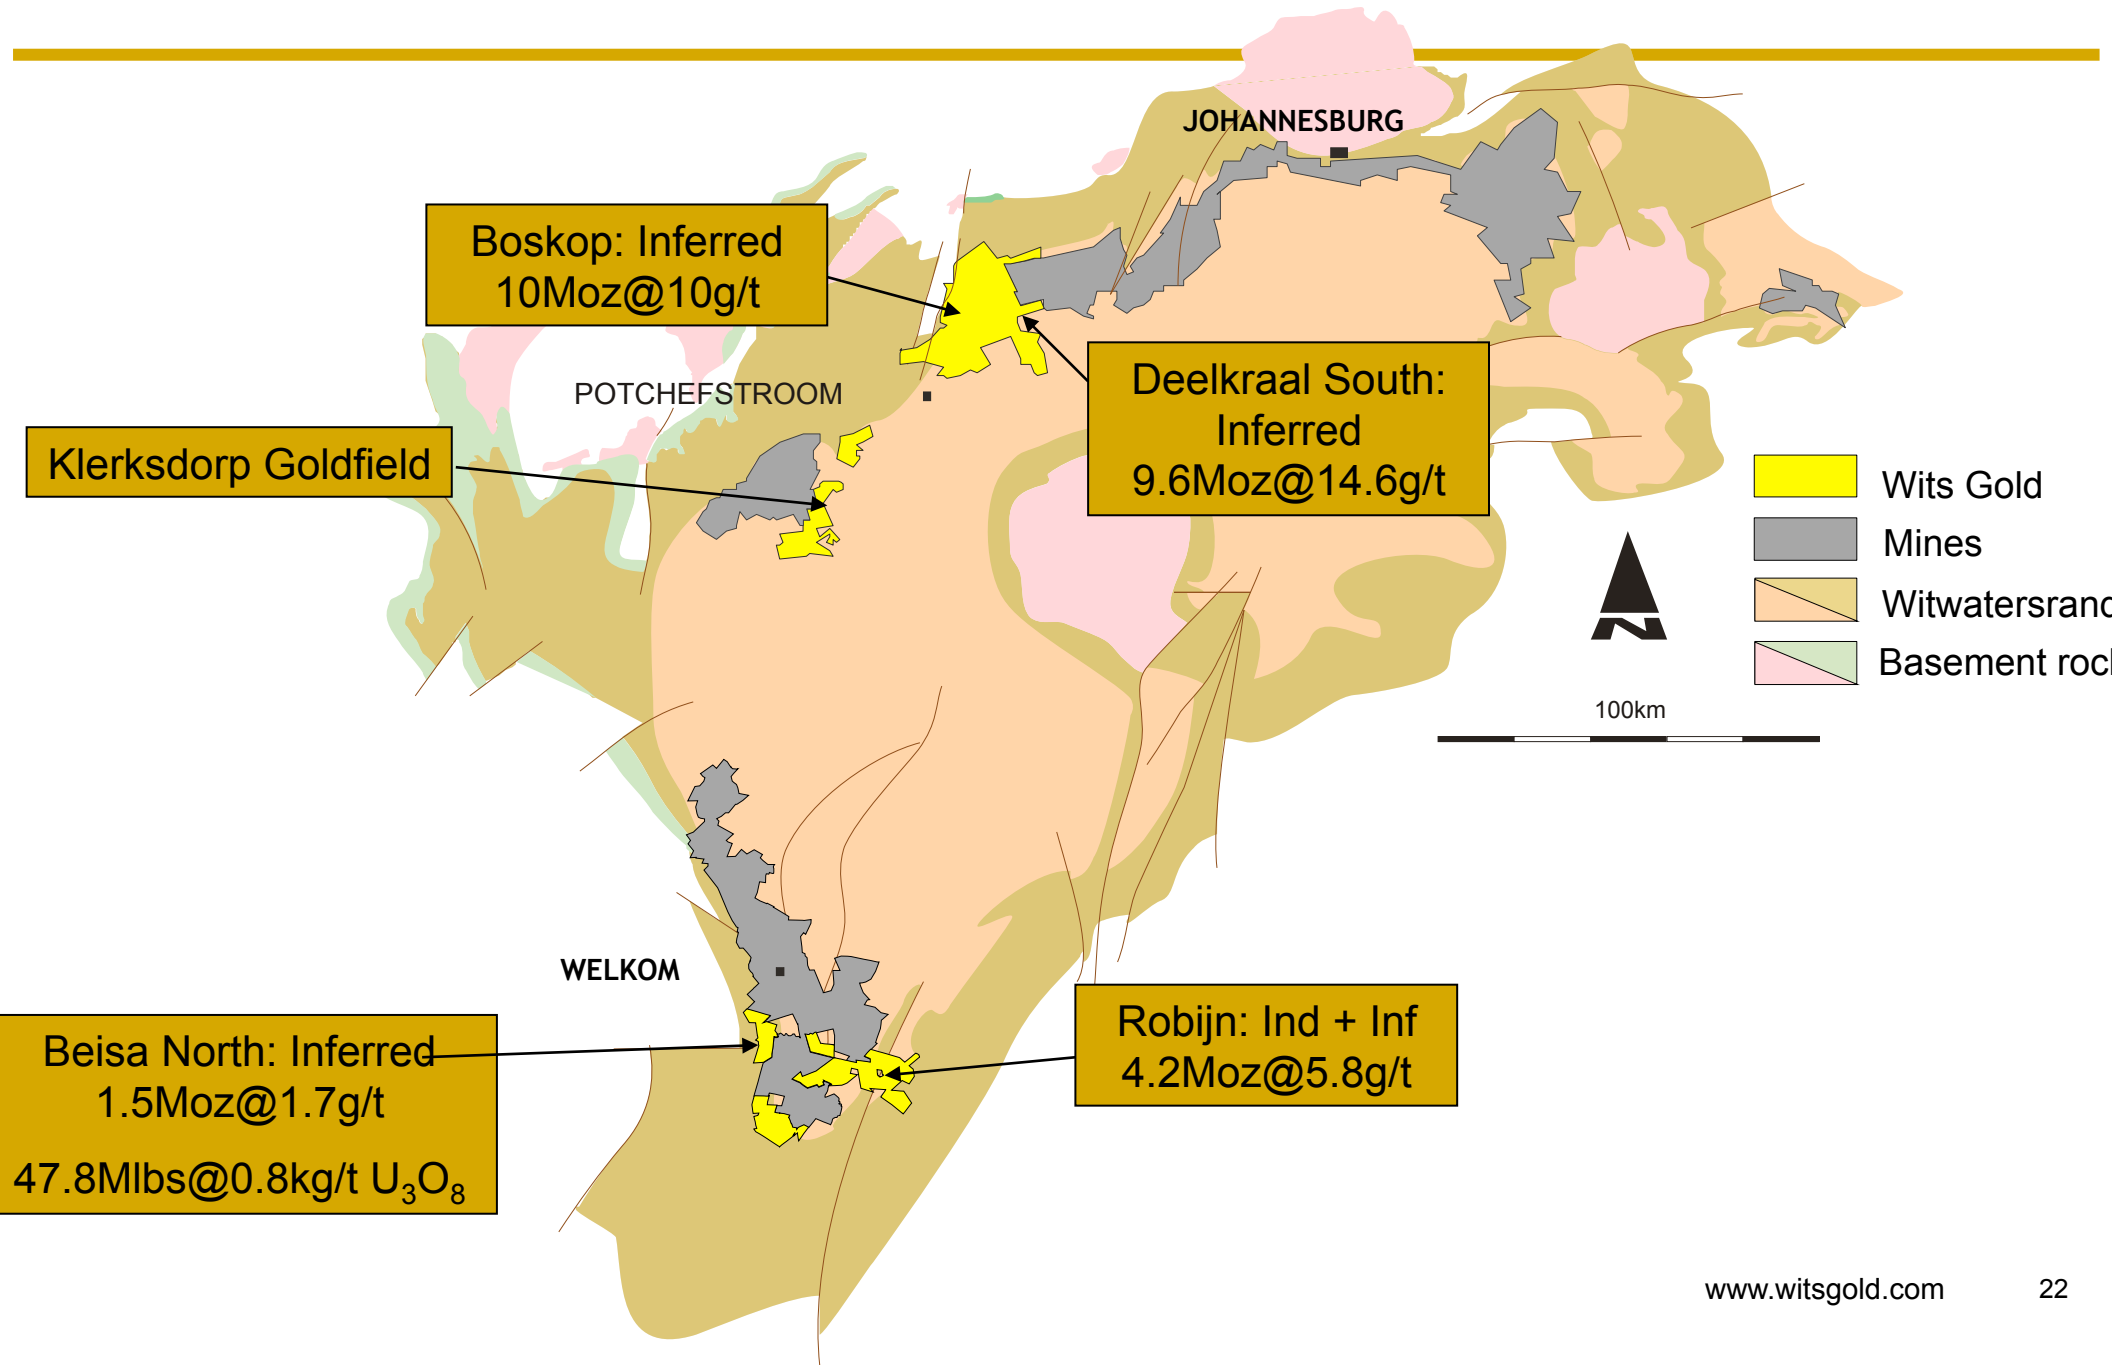 JOHANNESBURG
Boskop: Inferred
10Moz@10g/t
POTCHEFSTROOM
Deelkraal South:
Inferred
9.6Moz@14.6g/t
Klerksdorp Goldfield
Wits Gold
Mines
Witwatersrand
Basement roc
100km
WELKOM
Beisa North: Inferred
1.5Moz@1.7g/t
47.8Mlbs@0.8kg/t U₃O₈
Robijn: Ind + Inf
4.2Moz@5.8g/t
N
www.witsgold.com 22